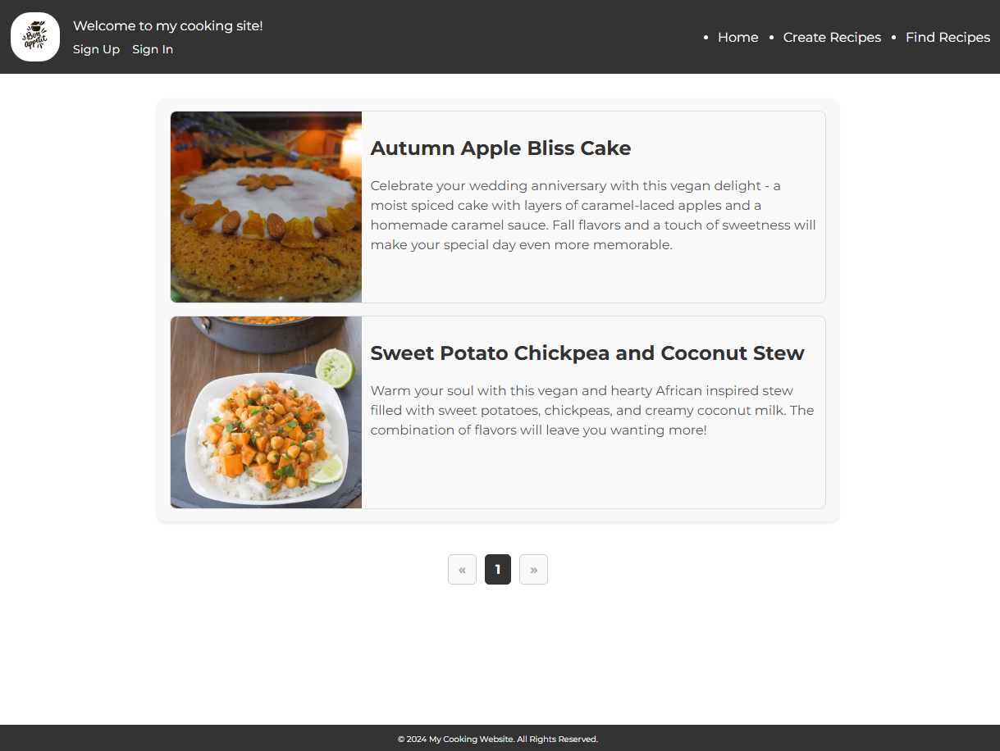 Bon
appetit
Welcome to my cooking site!
Sign Up Sign In
• Home • Create Recipes • Find Recipes
Autumn Apple Bliss Cake
Celebrate your wedding anniversary with this vegan delight - a
moist spiced cake with layers of caramel-laced apples and a
homemade caramel sauce. Fall flavors and a touch of sweetness will
make your special day even more memorable.
Sweet Potato Chickpea and Coconut Stew
Warm your soul with this vegan and hearty African inspired stew
filled with sweet potatoes, chickpeas, and creamy coconut milk. The
combination of flavors will leave you wanting more!
« 1 »
© 2024 My Cooking Website. All Rights Reserved.